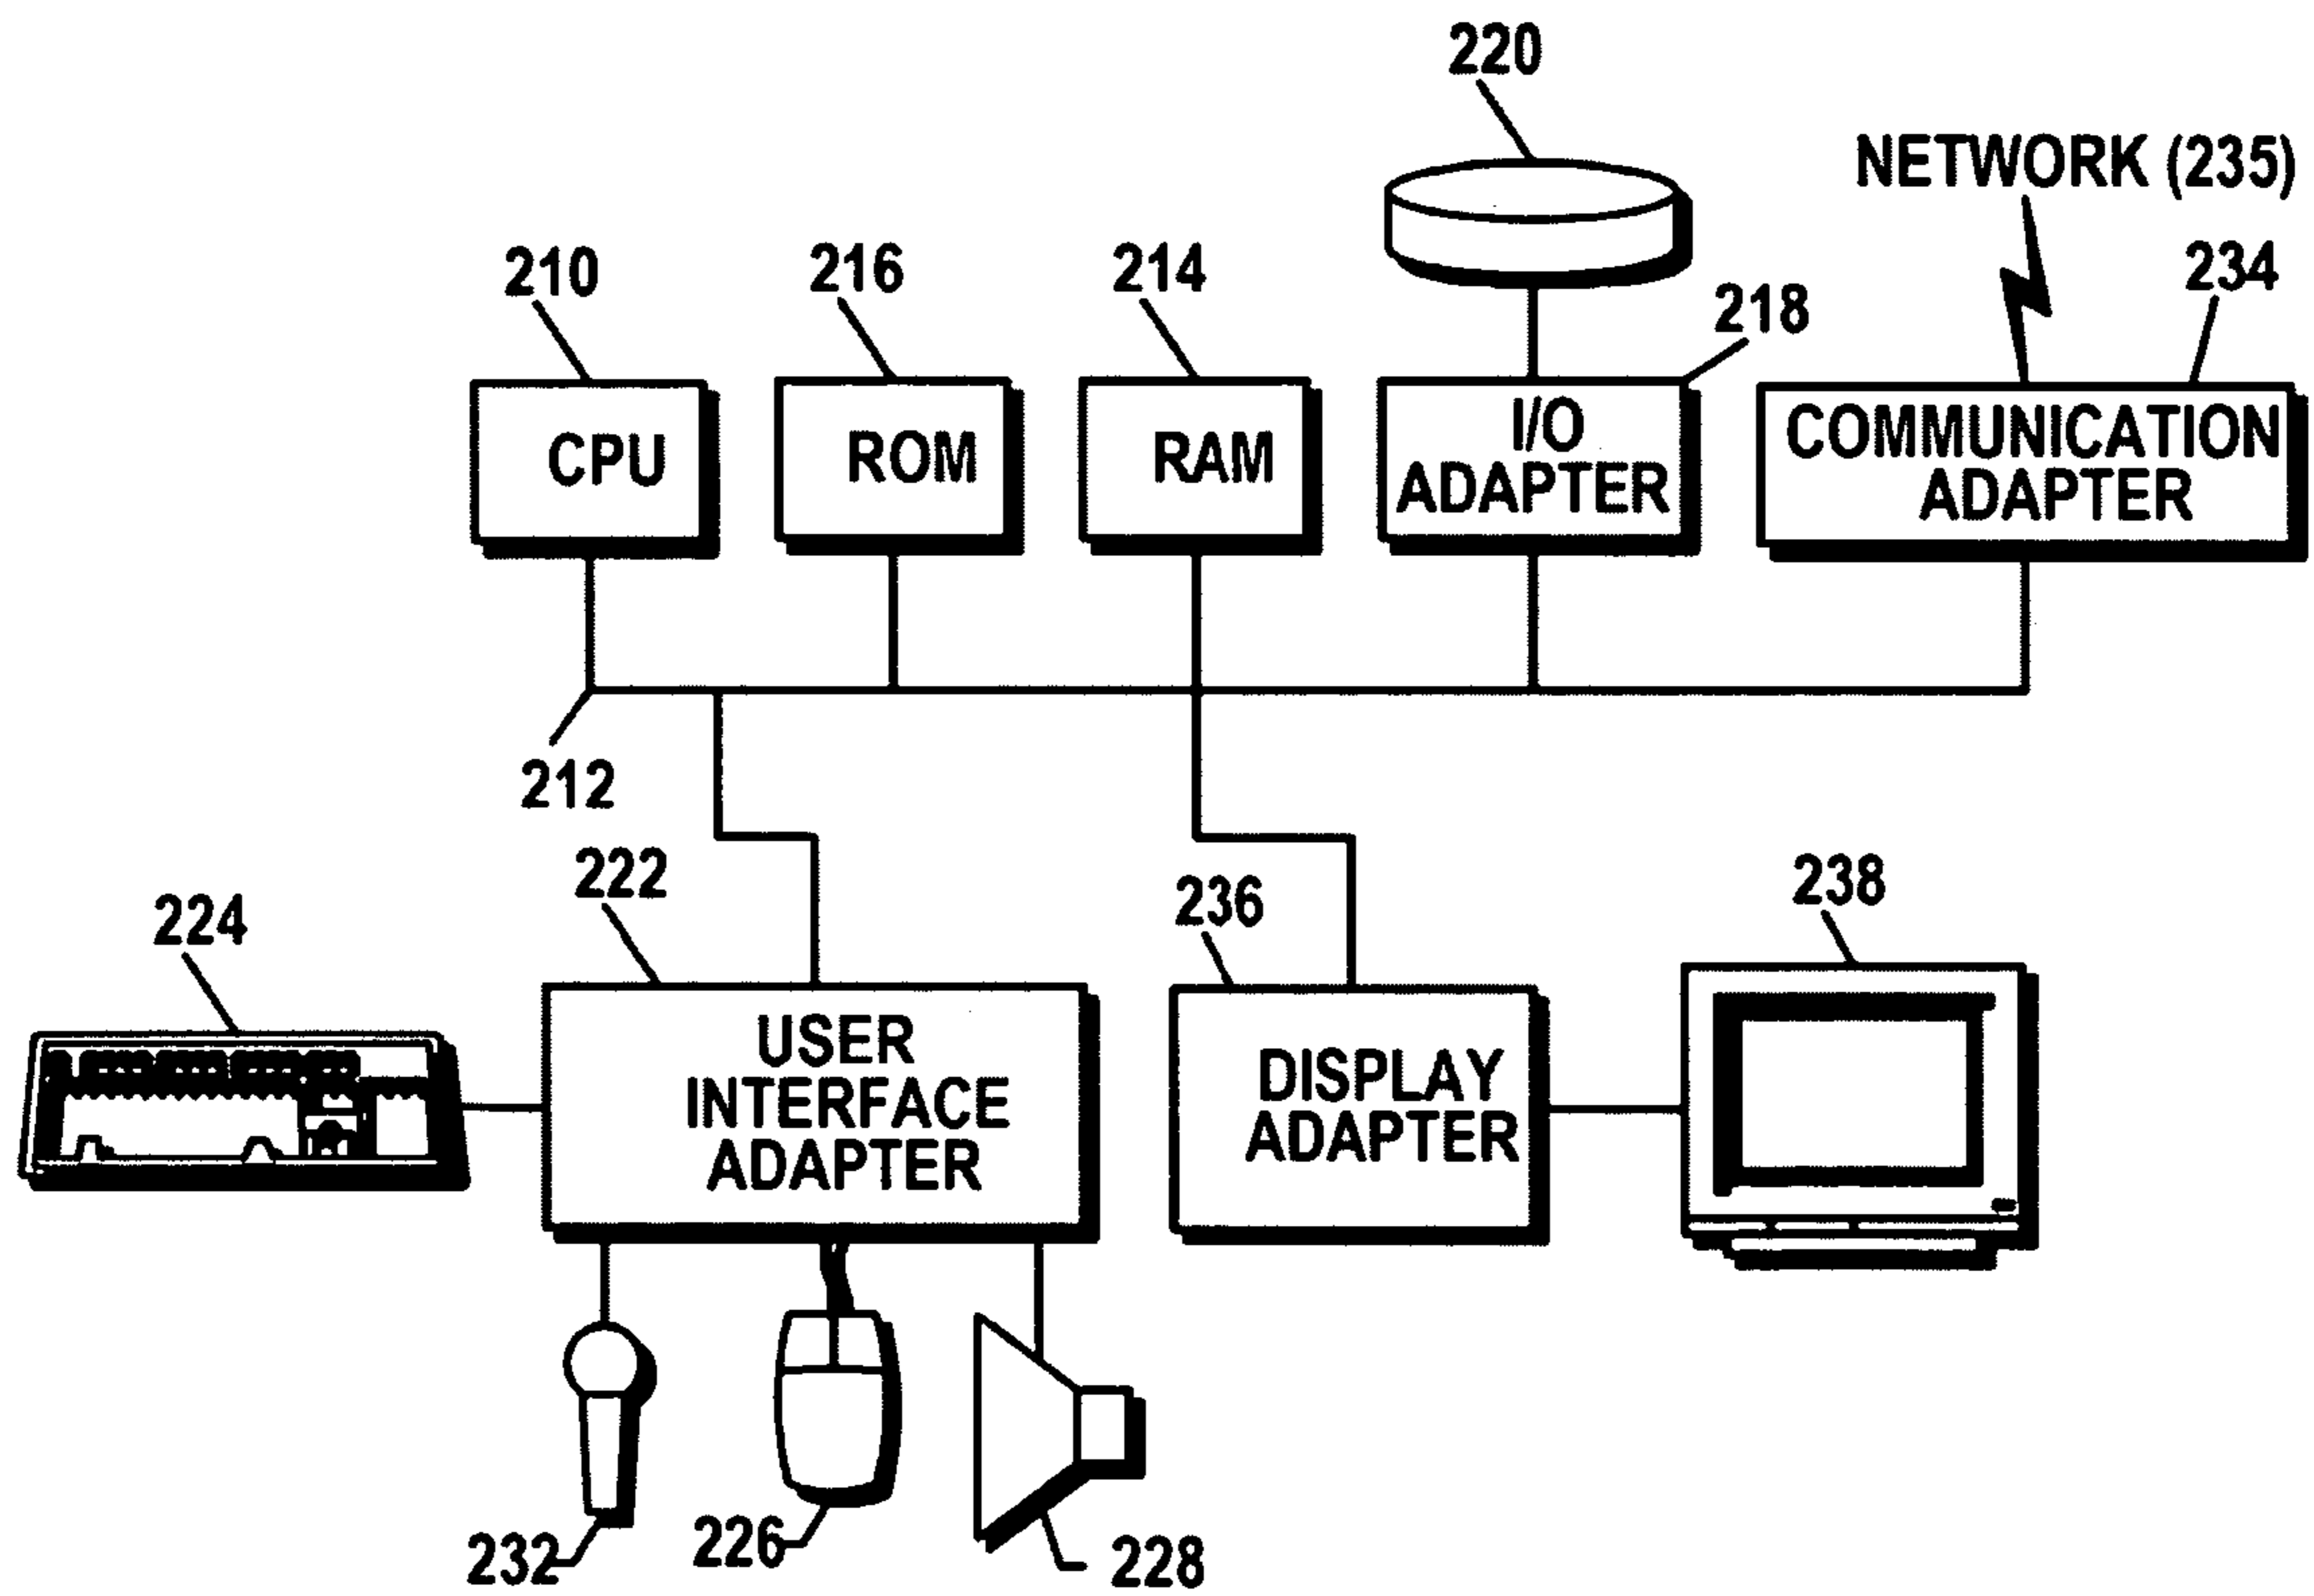 220
NETWORK (235)
210
216
214
234
218
CPU
ROM
RAM
I/O
ADAPTER
COMMUNICATION
ADAPTER
212
222
236
238
224
USER
INTERFACE
ADAPTER
DISPLAY
ADAPTER
232
226
228